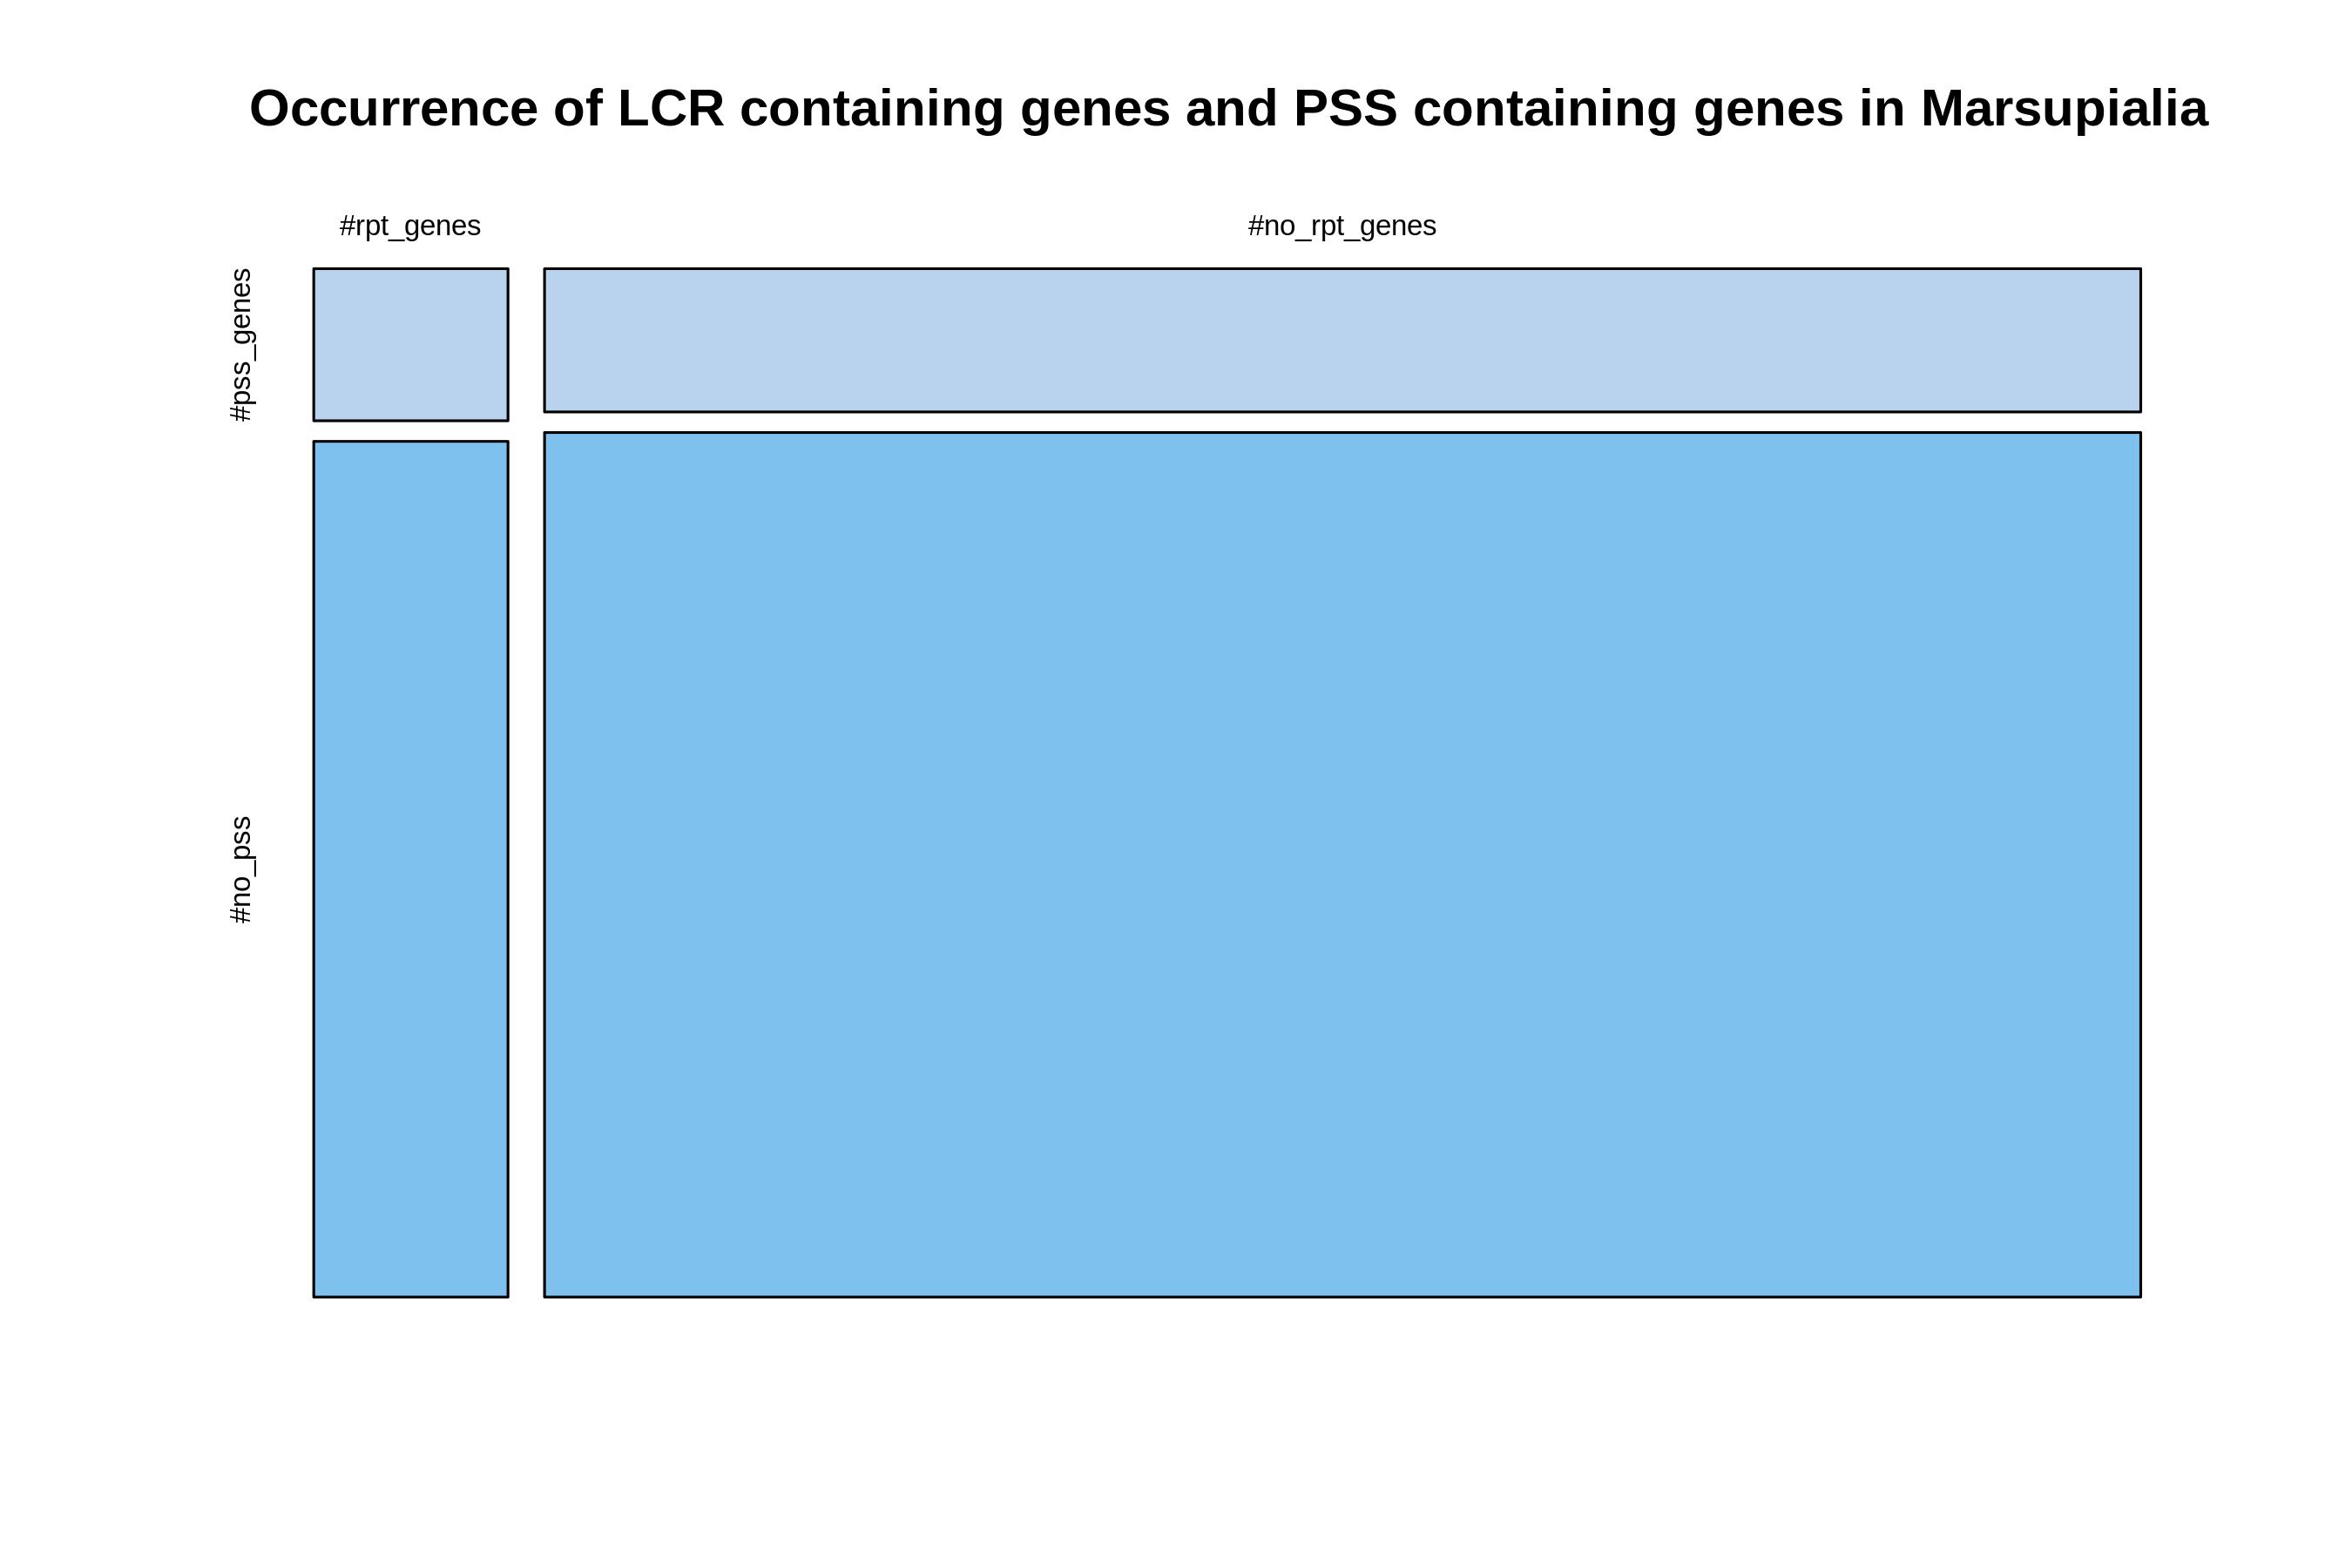 Occurrence of LCR containing genes and PSS containing genes in Marsupialia
#rpt_genes
#no_rpt_genes
#pss_genes
#no_pss